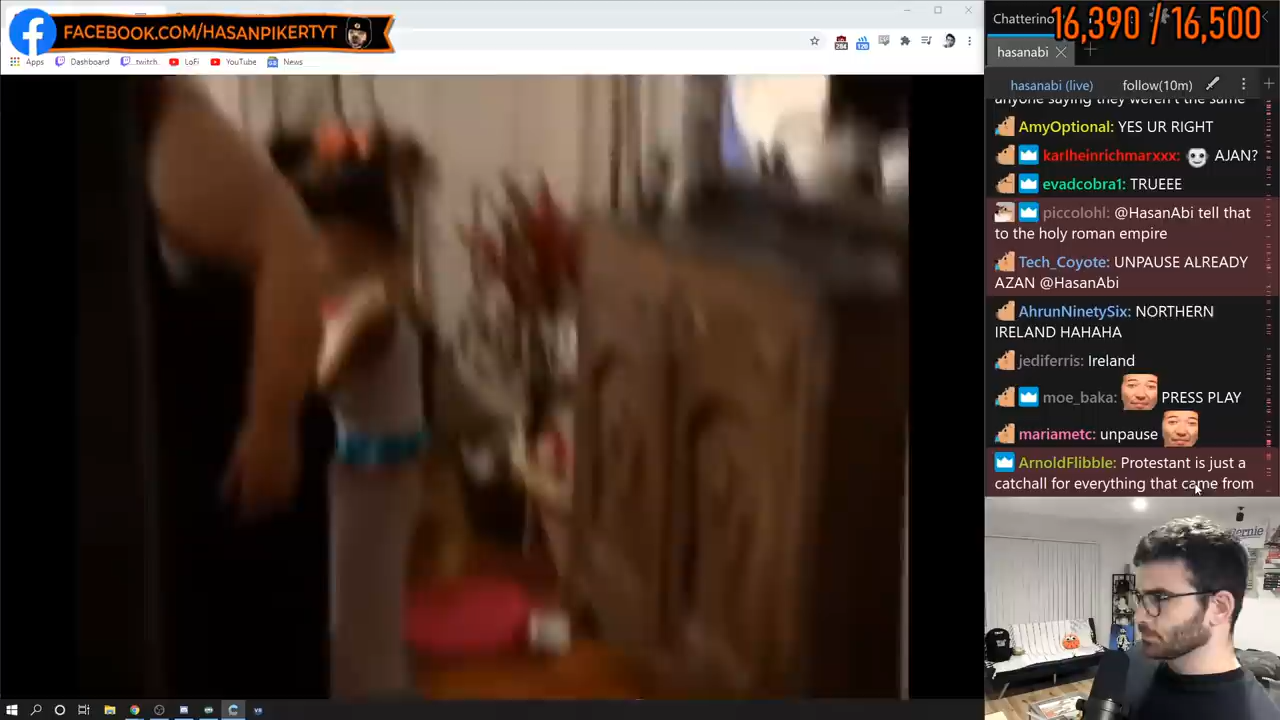 FACEBOOK.COM/HASANPIKERTYT
Apps Dashboard twitch LoFi YouTube News
284 120
Chatterino
16,390 / 16,500
hasanabi
hasanabi (live) follow(10m)
anyone saying they weren't the same
AmyOptional: YES UR RIGHT
karlheinrichmarxxx: AJAN?
evadcobra1: TRUEEE
piccolohl: @HasanAbi tell that
to the holy roman empire
Tech_Coyote: UNPAUSE ALREADY
AZAN @HasanAbi
AhrunNinetySix: NORTHERN
IRELAND HAHAHA
jediferris: Ireland
moe_baka: PRESS PLAY
mariametc: unpause
ArnoldFlibble: Protestant is just a
catchall for everything that came from
Bernie